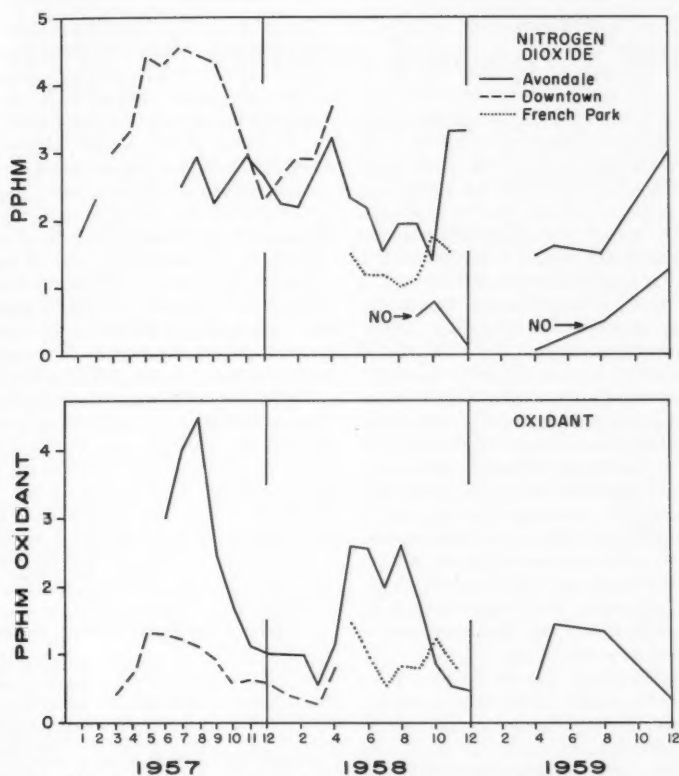 NITROGEN
DIOXIDE
Avondale
Downtown
French Park
PPHM
5
4
3
2
1
0
NO
NO
OXIDANT
PPHM OXIDANT
4
3
2
1
0
1 2 3 4 5 6 7 8 9 10 11 12 2 4 6 8 10 12 2 4 6 8 10 12
1957 1958 1959